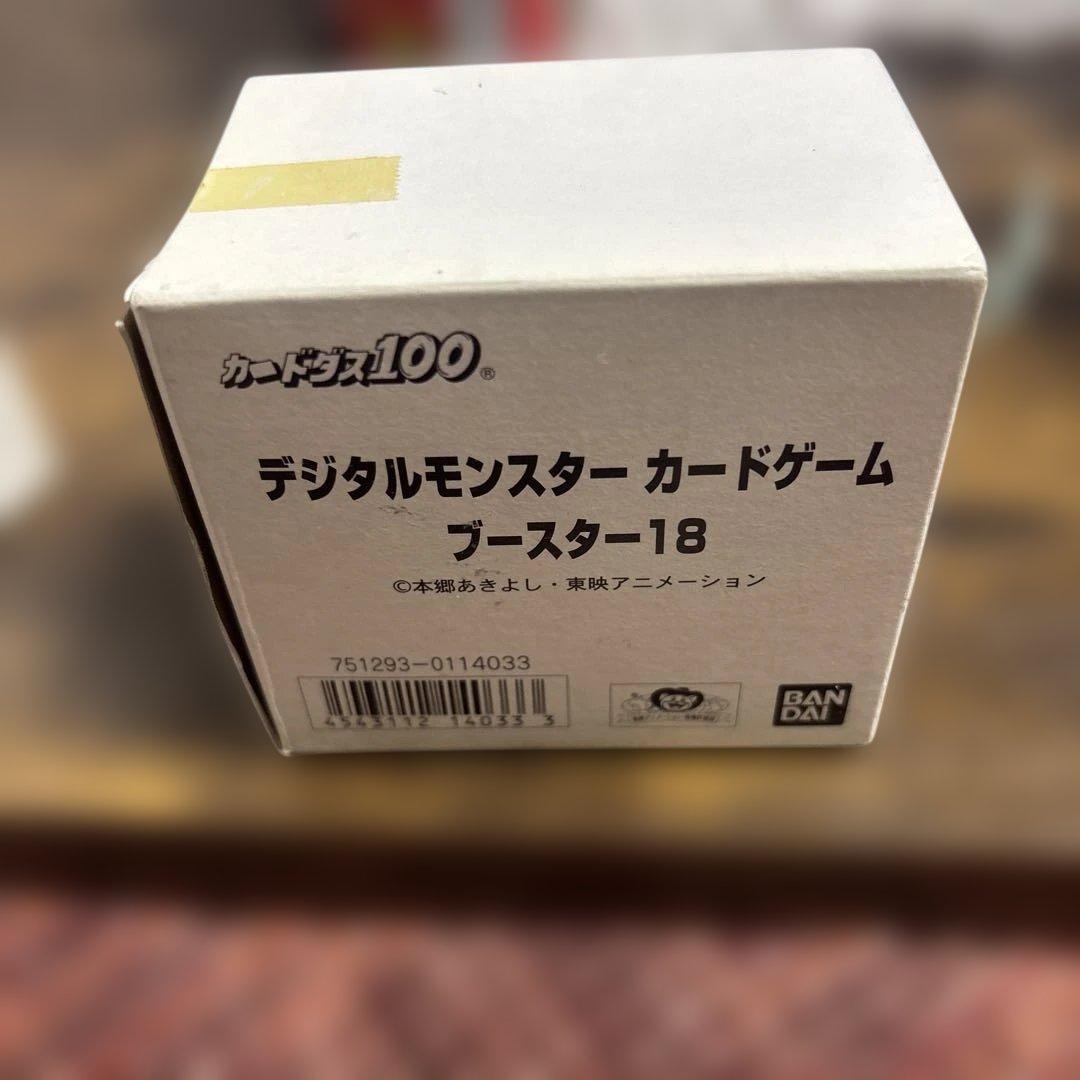 カードダス100®
デジタルモンスター カードゲーム
ブースター18
©本郷あきよし・東映アニメーション
751293-0114033
4543112 14033 3
BAN
DAI